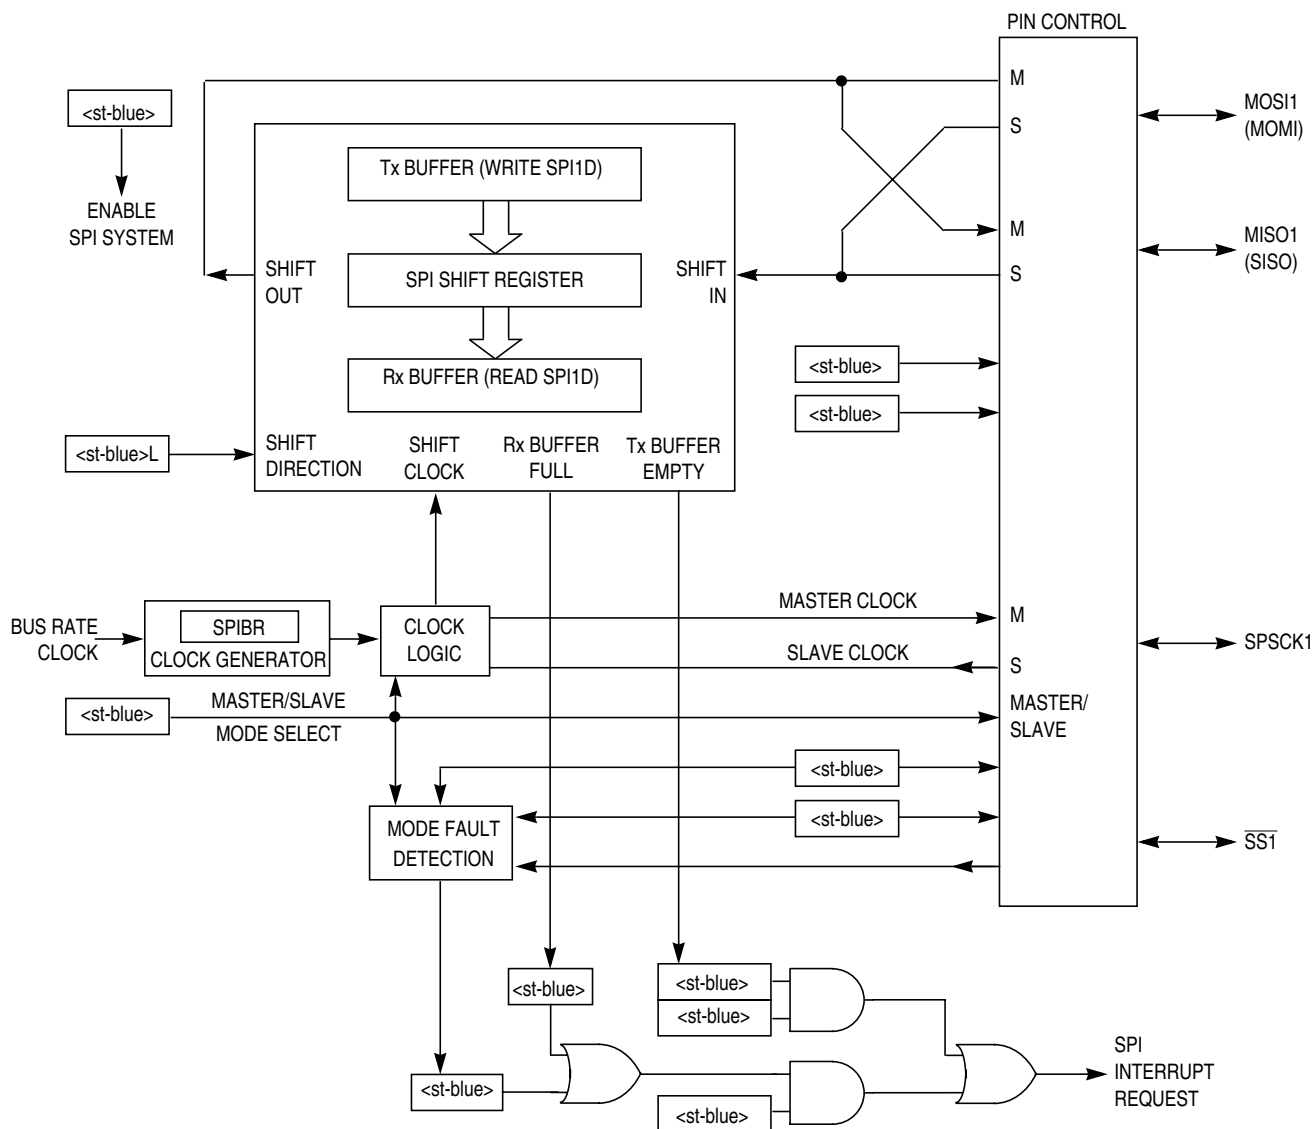 PIN CONTROL
M
MOSI1
(MOMI)
<st-blue>
S
Tx BUFFER (WRITE SPI1D)
ENABLE
SPI SYSTEM
M
MISO1
(SISO)
SHIFT
OUT
SPI SHIFT REGISTER
SHIFT
IN
S
<st-blue>
Rx BUFFER (READ SPI1D)
<st-blue>
<st-blue>L
SHIFT
DIRECTION
SHIFT
CLOCK
Rx BUFFER
FULL
Tx BUFFER
EMPTY
MASTER CLOCK
M
BUS RATE
CLOCK
SPIBR
CLOCK GENERATOR
CLOCK
LOGIC
SLAVE CLOCK
S
SPSCK1
<st-blue>
MASTER/SLAVE
MODE SELECT
MASTER/
SLAVE
<st-blue>
<st-blue>
MODE FAULT
DETECTION
SS1
<st-blue>
<st-blue>
<st-blue>
<st-blue>
<st-blue>
SPI
INTERRUPT
REQUEST